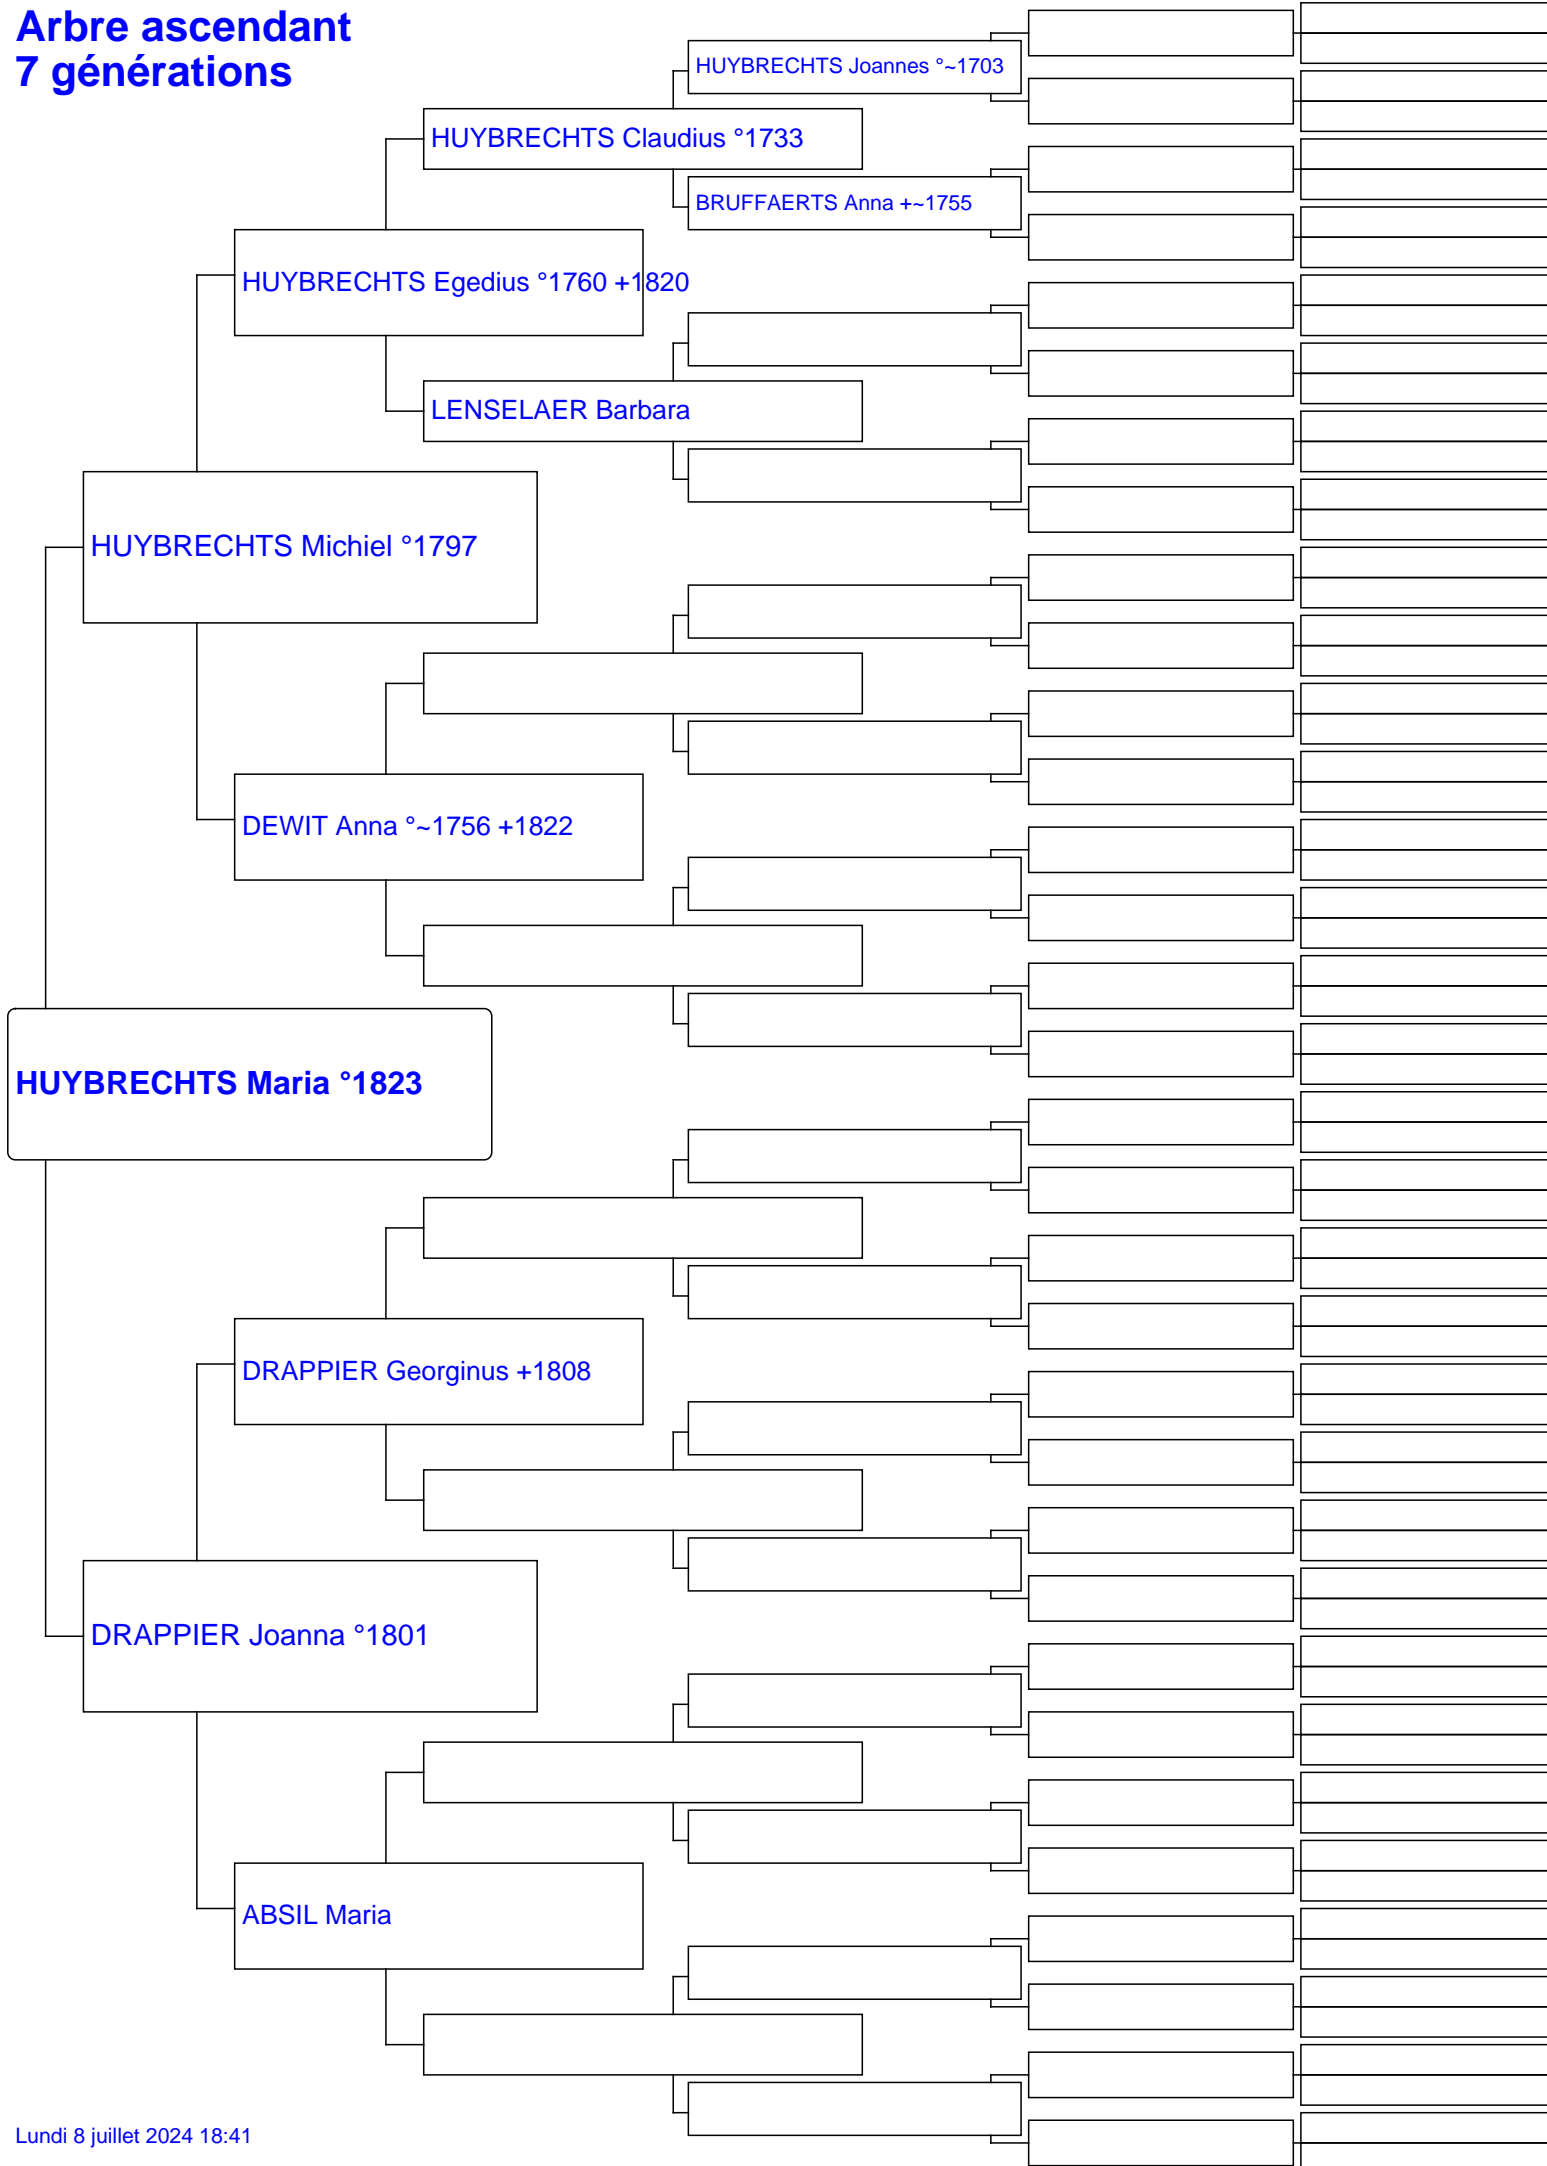 Arbre ascendant
7 générations
HUYBRECHTS Joannes °~1703
HUYBRECHTS Claudius °1733
BRUFFAERTS Anna +~1755
HUYBRECHTS Egedius °1760 +1820
LENSELAER Barbara
HUYBRECHTS Michiel °1797
DEWIT Anna °~1756 +1822
HUYBRECHTS Maria °1823
DRAPPIER Georginus +1808
DRAPPIER Joanna °1801
ABSIL Maria
Lundi 8 juillet 2024 18:41